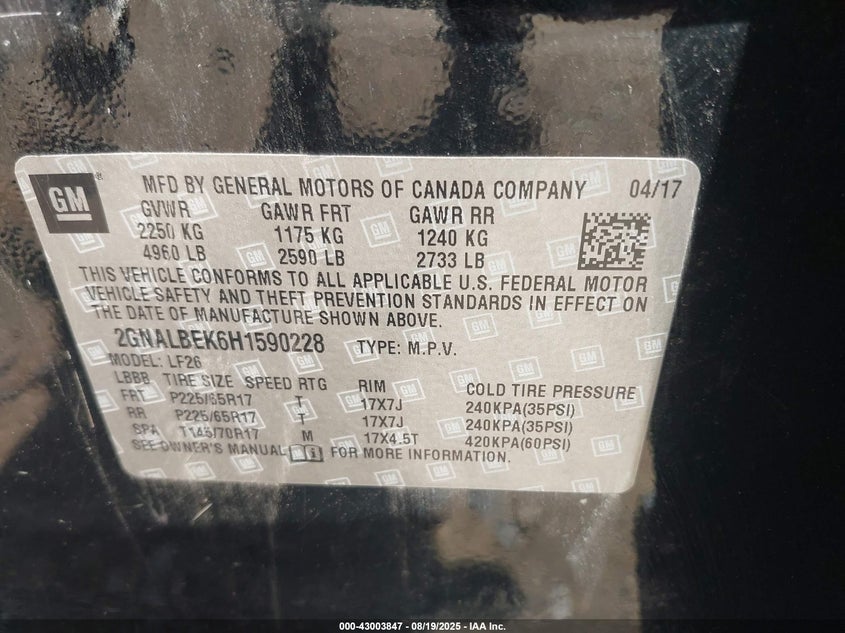 GM
MFD BY GENERAL MOTORS OF CANADA COMPANY 04/17
GVWR GAWR FRT GAWR RR
2250 KG 1175 KG 1240 KG
4960 LB 2590 LB 2733 LB
THIS VEHICLE CONFORMS TO ALL APPLICABLE U.S. FEDERAL MOTOR
VEHICLE SAFETY AND THEFT PREVENTION STANDARDS IN EFFECT ON
THE DATE OF MANUFACTURE SHOWN ABOVE.
2GNALBEK6H1590228 TYPE: M.P.V.
MODEL: LF26
LBBB TIRE SIZE SPEED RTG RIM COLD TIRE PRESSURE
FRT P225/65R17 T 17X7J 240KPA(35PSI)
RR P225/65R17 T 17X7J 240KPA(35PSI)
SPA T145/70R17 M 17X4.5T 420KPA(60PSI)
SEE OWNER'S MANUAL FOR MORE INFORMATION.
000-43003847 - 08/19/2025 - IAA Inc.